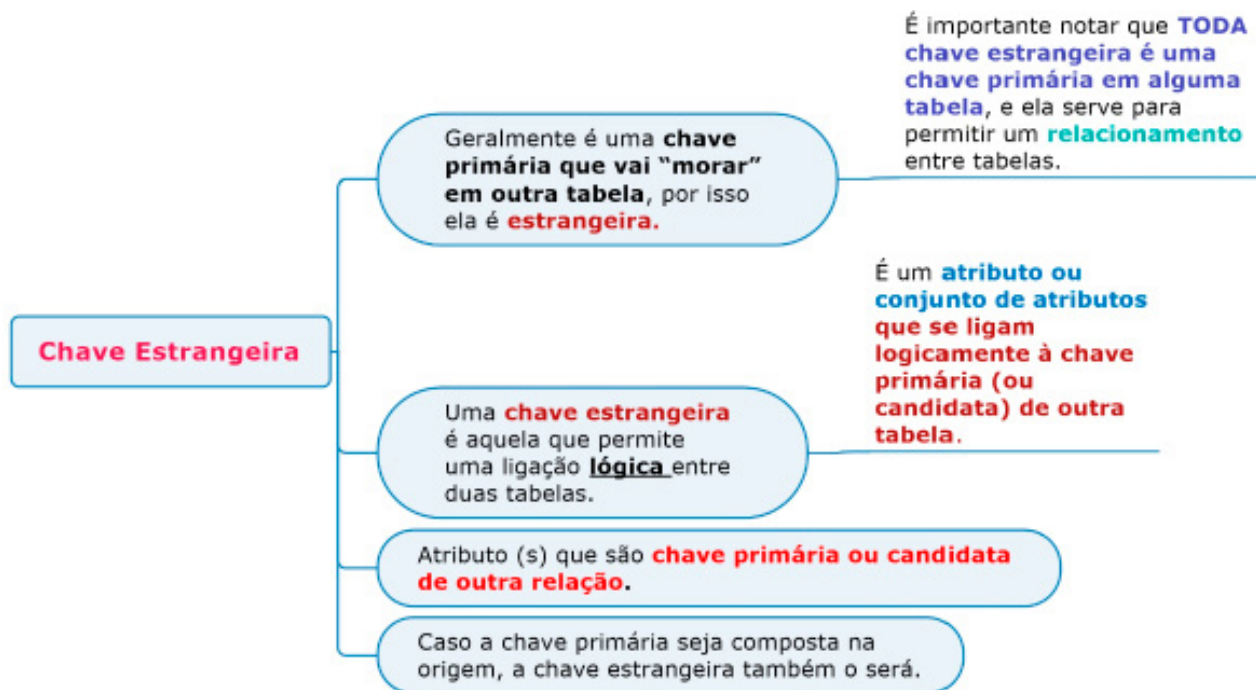 É importante notar que TODA
chave estrangeira é uma
chave primária em alguma
tabela, e ela serve para
permitir um relacionamento
entre tabelas.
Geralmente é uma chave
primária que vai “morar”
em outra tabela, por isso
ela é estrangeira.
É um atributo ou
conjunto de atributos
que se ligam
logicamente à chave
primária (ou
candidata) de outra
tabela.
Chave Estrangeira
Uma chave estrangeira
é aquela que permite
uma ligação lógica entre
duas tabelas.
Atributo (s) que são chave primária ou candidata
de outra relação.
Caso a chave primária seja composta na
origem, a chave estrangeira também o será.